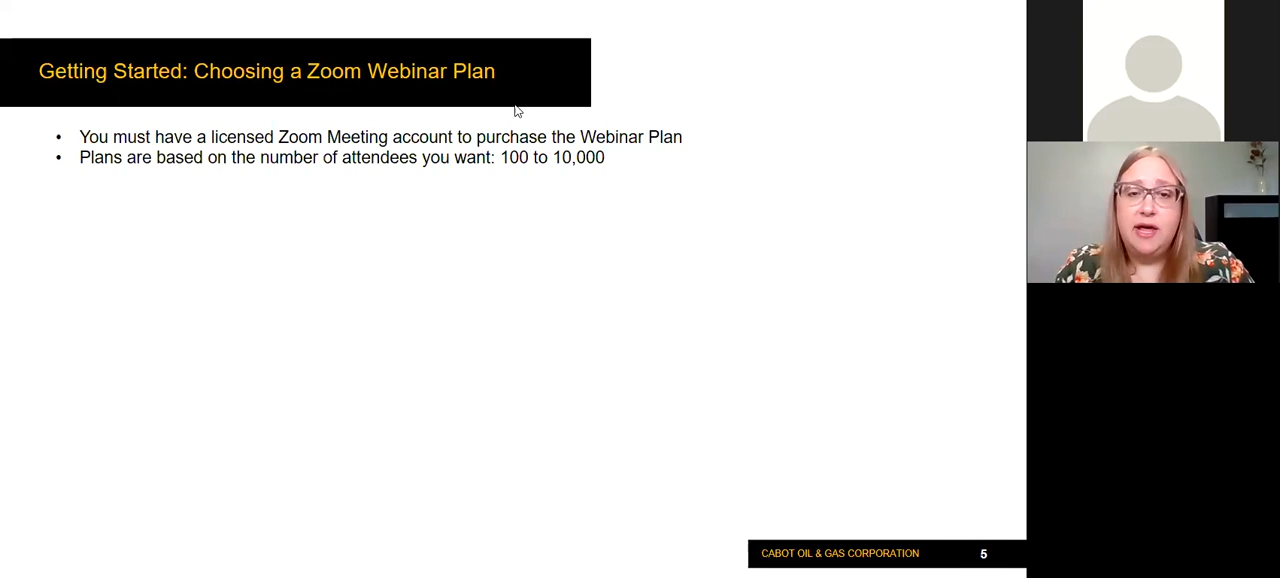 Getting Started: Choosing a Zoom Webinar Plan
• You must have a licensed Zoom Meeting account to purchase the Webinar Plan
• Plans are based on the number of attendees you want: 100 to 10,000
CABOT OIL & GAS CORPORATION 5